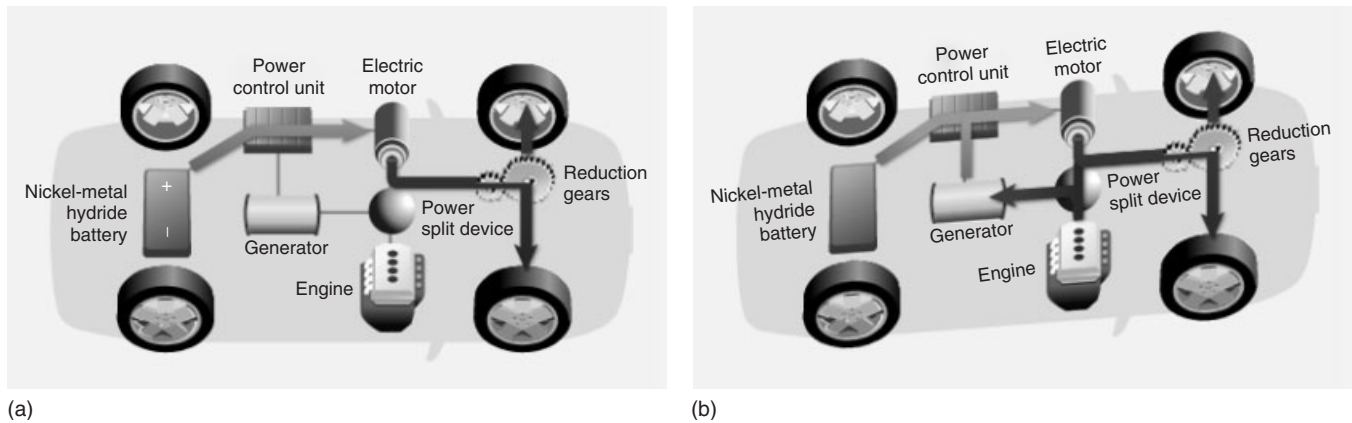 Power
control unit
Electric
motor
Nickel-metal
hydride
battery
+
–
Generator
Power
split device
Reduction
gears
Engine
(a)
Power
control unit
Electric
motor
Nickel-metal
hydride
battery
Generator
Power
split device
Reduction
gears
Engine
(b)